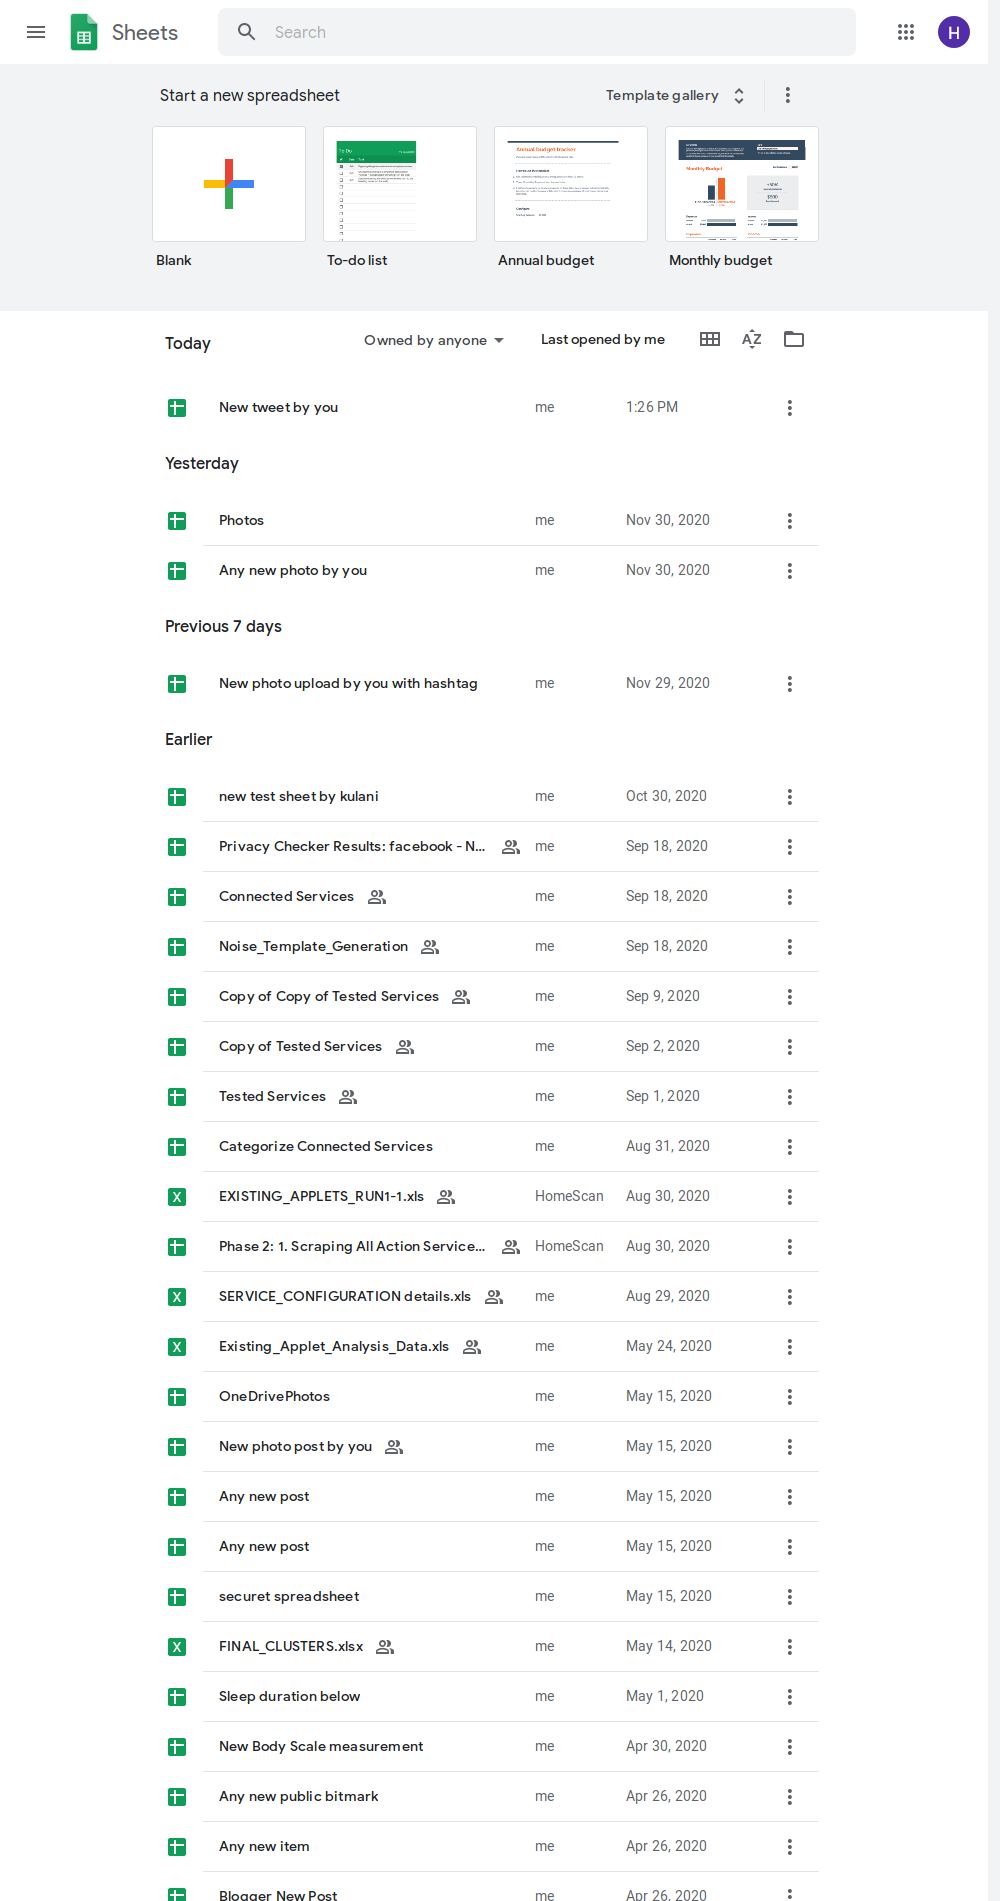 Sheets
Search
H
Start a new spreadsheet
Template gallery
To-do
Annual budget tracker
Monthly Budget
Blank
To-do list
Annual budget
Monthly budget
Today
Owned by anyone
Last opened by me
AZ
New tweet by you me 1:26 PM
Yesterday
Photos me Nov 30, 2020
Any new photo by you me Nov 30, 2020
Previous 7 days
New photo upload by you with hashtag me Nov 29, 2020
Earlier
new test sheet by kulani me Oct 30, 2020
Privacy Checker Results: facebook - N... me Sep 18, 2020
Connected Services me Sep 18, 2020
Noise_Template_Generation me Sep 18, 2020
Copy of Copy of Tested Services me Sep 9, 2020
Copy of Tested Services me Sep 2, 2020
Tested Services me Sep 1, 2020
Categorize Connected Services me Aug 31, 2020
X EXISTING_APPLETS_RUN1-1.xls HomeScan Aug 30, 2020
Phase 2: 1. Scraping All Action Service... HomeScan Aug 30, 2020
X SERVICE_CONFIGURATION details.xls me Aug 29, 2020
X Existing_Applet_Analysis_Data.xls me May 24, 2020
OneDrivePhotos me May 15, 2020
New photo post by you me May 15, 2020
Any new post me May 15, 2020
Any new post me May 15, 2020
securet spreadsheet me May 15, 2020
X FINAL_CLUSTERS.xlsx me May 14, 2020
Sleep duration below me May 1, 2020
New Body Scale measurement me Apr 30, 2020
Any new public bitmark me Apr 26, 2020
Any new item me Apr 26, 2020
Blogger New Post me Apr 26, 2020